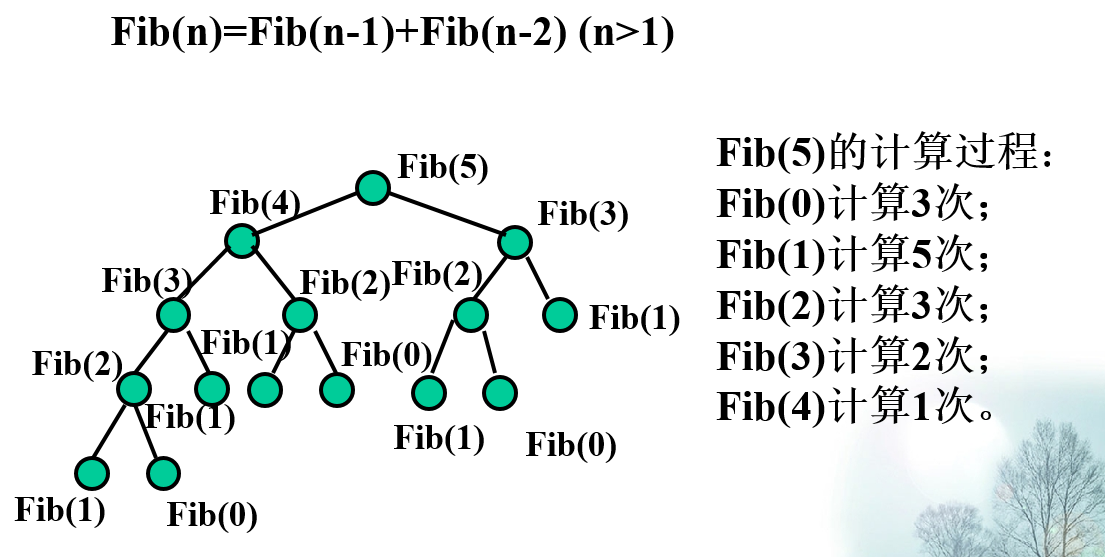 Fib(n)=Fib(n-1)+Fib(n-2) (n>1)
Fib(5)
Fib(4)
Fib(3)
Fib(3)
Fib(2)
Fib(2)
Fib(1)
Fib(2)
Fib(1)
Fib(0)
Fib(1)
Fib(1)
Fib(0)
Fib(1)
Fib(0)
Fib(5)的计算过程：
Fib(0)计算3次；
Fib(1)计算5次；
Fib(2)计算3次；
Fib(3)计算2次；
Fib(4)计算1次。